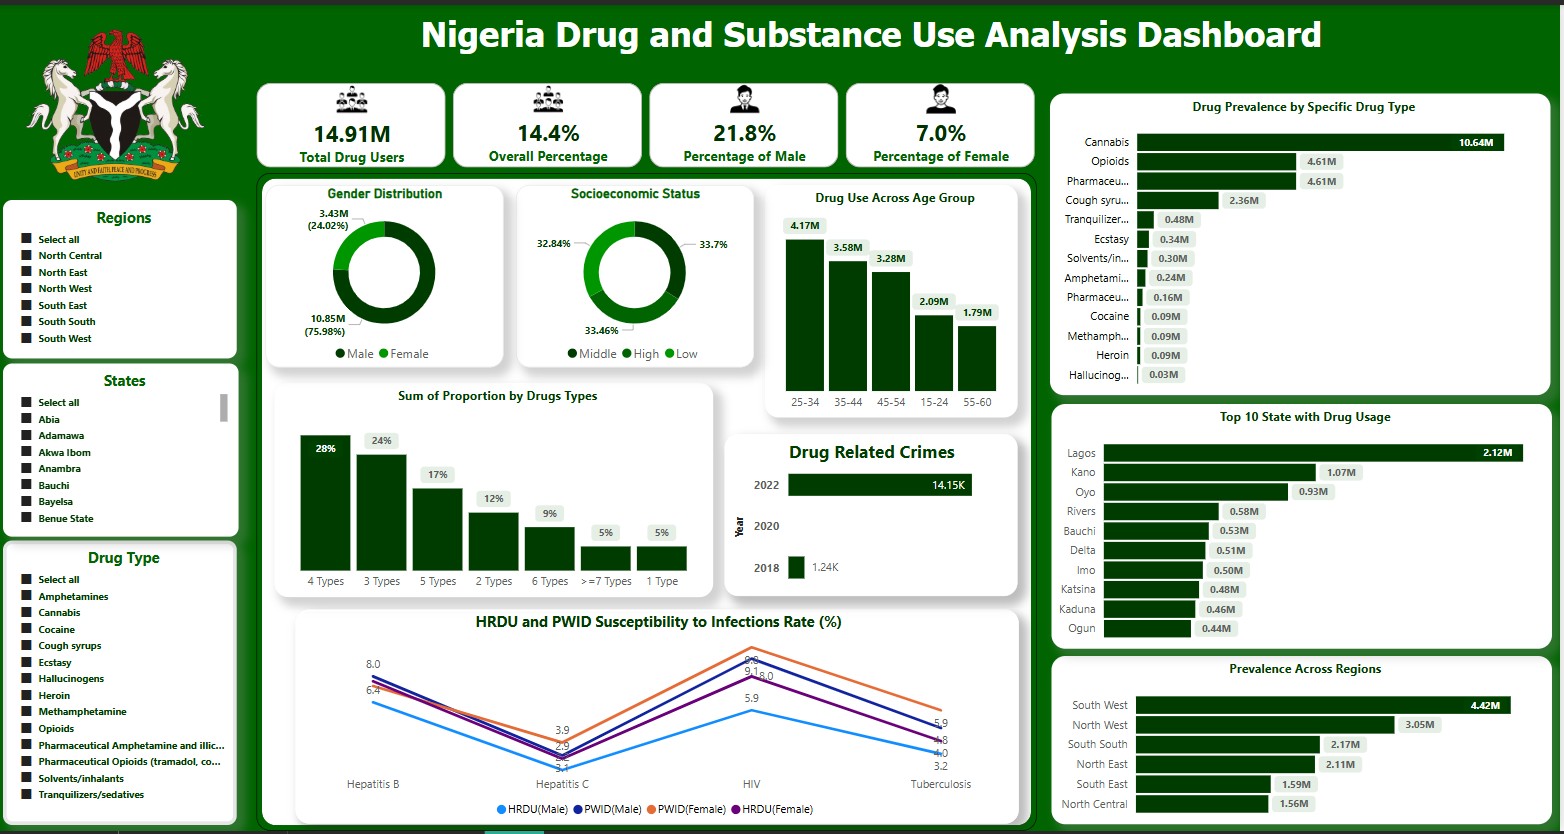 Nigeria Drug and Substance Use Analysis Dashboard
UNITY AND FAITH, PEACE AND PROGRESS
14.91M
Total Drug Users
14.4%
Overall Percentage
21.8%
Percentage of Male
7.0%
Percentage of Female
Regions
Select all
North Central
North East
North West
South East
South South
South West
States
Select all
Abia
Adamawa
Akwa Ibom
Anambra
Bauchi
Bayelsa
Benue State
Drug Type
Select all
Amphetamines
Cannabis
Cocaine
Cough syrups
Ecstasy
Hallucinogens
Heroin
Methamphetamine
Opioids
Pharmaceutical Amphetamine and illic...
Pharmaceutical Opioids (tramadol, co...
Solvents/inhalants
Tranquilizers/sedatives
Gender Distribution
3.43M
(24.02%)
10.85M
(75.98%)
Male Female
Socioeconomic Status
32.84%
33.7%
33.46%
Middle High Low
Drug Use Across Age Group
4.17M
3.58M
3.28M
2.09M
1.79M
25-34 35-44 45-54 15-24 55-60
Sum of Proportion by Drugs Types
28%
24%
17%
12%
9%
5%
5%
4 Types 3 Types 5 Types 2 Types 6 Types >=7 Types 1 Type
Drug Related Crimes
Year
2022 14.15K
2020
2018 1.24K
HRDU and PWID Susceptibility to Infections Rate (%)
8.0
6.4
3.9
2.9
3.1
9.1
8.0
5.9
5.9
4.8
4.0
3.2
Hepatitis B Hepatitis C HIV Tuberculosis
HRDU(Male) PWID(Male) PWID(Female) HRDU(Female)
Drug Prevalence by Specific Drug Type
Cannabis 10.64M
Opioids 4.61M
Pharmaceu... 4.61M
Cough syru... 2.36M
Tranquilizer... 0.48M
Ecstasy 0.34M
Solvents/in... 0.30M
Amphetami... 0.24M
Pharmaceu... 0.16M
Cocaine 0.09M
Methamph... 0.09M
Heroin 0.09M
Hallucinog... 0.03M
Top 10 State with Drug Usage
Lagos 2.12M
Kano 1.07M
Oyo 0.93M
Rivers 0.58M
Bauchi 0.53M
Delta 0.51M
Imo 0.50M
Katsina 0.48M
Kaduna 0.46M
Ogun 0.44M
Prevalence Across Regions
South West 4.42M
North West 3.05M
South South 2.17M
North East 2.11M
South East 1.59M
North Central 1.56M